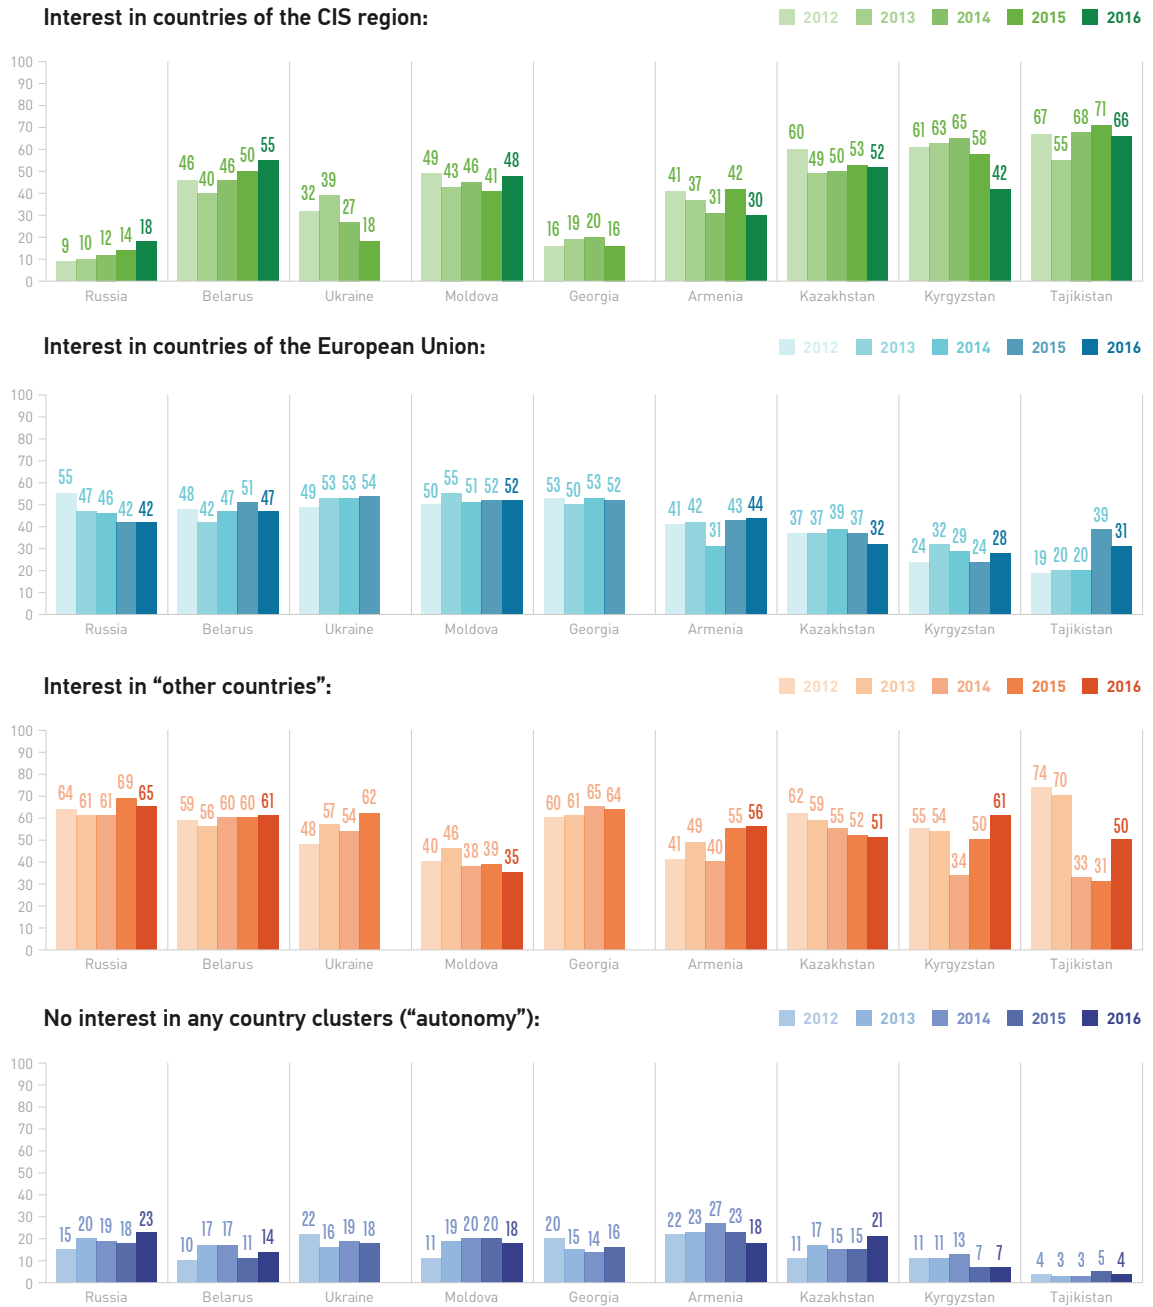 Interest in countries of the CIS region:
2012 2013 2014 2015 2016
100
90
80
70
60
50
40
30
20
10
0
9 10 12 14 18
46 40 46 50 55
32 39 27 18
49 43 46 41 48
16 19 20 16
41 37 31 42 30
60 49 50 53 52
61 63 65 58 42
67 55 68 71 66
Russia Belarus Ukraine Moldova Georgia Armenia Kazakhstan Kyrgyzstan Tajikistan
Interest in countries of the European Union:
2012 2013 2014 2015 2016
100
90
80
70
60
50
40
30
20
10
0
55 47 46 42 42
48 42 47 51 47
49 53 53 54
50 55 51 52 52
53 50 53 52
41 42 31 43 44
37 37 39 37 32
24 32 29 24 28
19 20 20 39 31
Russia Belarus Ukraine Moldova Georgia Armenia Kazakhstan Kyrgyzstan Tajikistan
Interest in “other countries”:
2012 2013 2014 2015 2016
100
90
80
70
60
50
40
30
20
10
0
64 61 61 69 65
59 56 60 60 61
48 57 54 62
40 46 38 39 35
60 61 65 64
41 49 40 55 56
62 59 55 52 51
55 54 34 50 61
74 70 33 31 50
Russia Belarus Ukraine Moldova Georgia Armenia Kazakhstan Kyrgyzstan Tajikistan
No interest in any country clusters (“autonomy”):
2012 2013 2014 2015 2016
100
90
80
70
60
50
40
30
20
10
0
15 20 19 18 23
10 17 17 11 14
22 16 19 18
11 19 20 20 18
20 15 14 16
22 23 27 23 18
11 17 15 15 21
11 11 13 7 7
4 3 3 5 4
Russia Belarus Ukraine Moldova Georgia Armenia Kazakhstan Kyrgyzstan Tajikistan